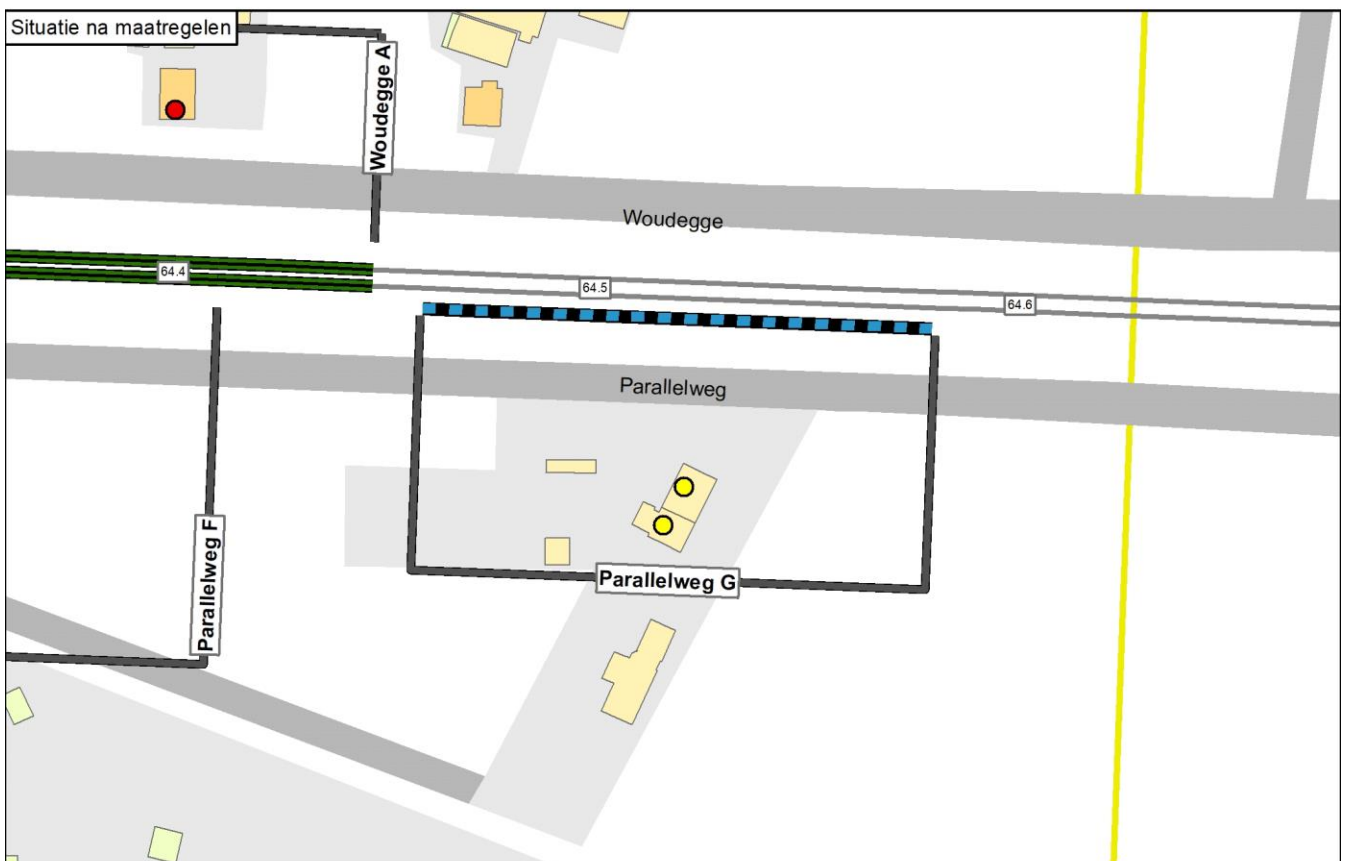 Situatie na maatregelen
Woudegge A
Woudegge
64.4
64.5
64.6
Parallelweg
Parallelweg F
Parallelweg G